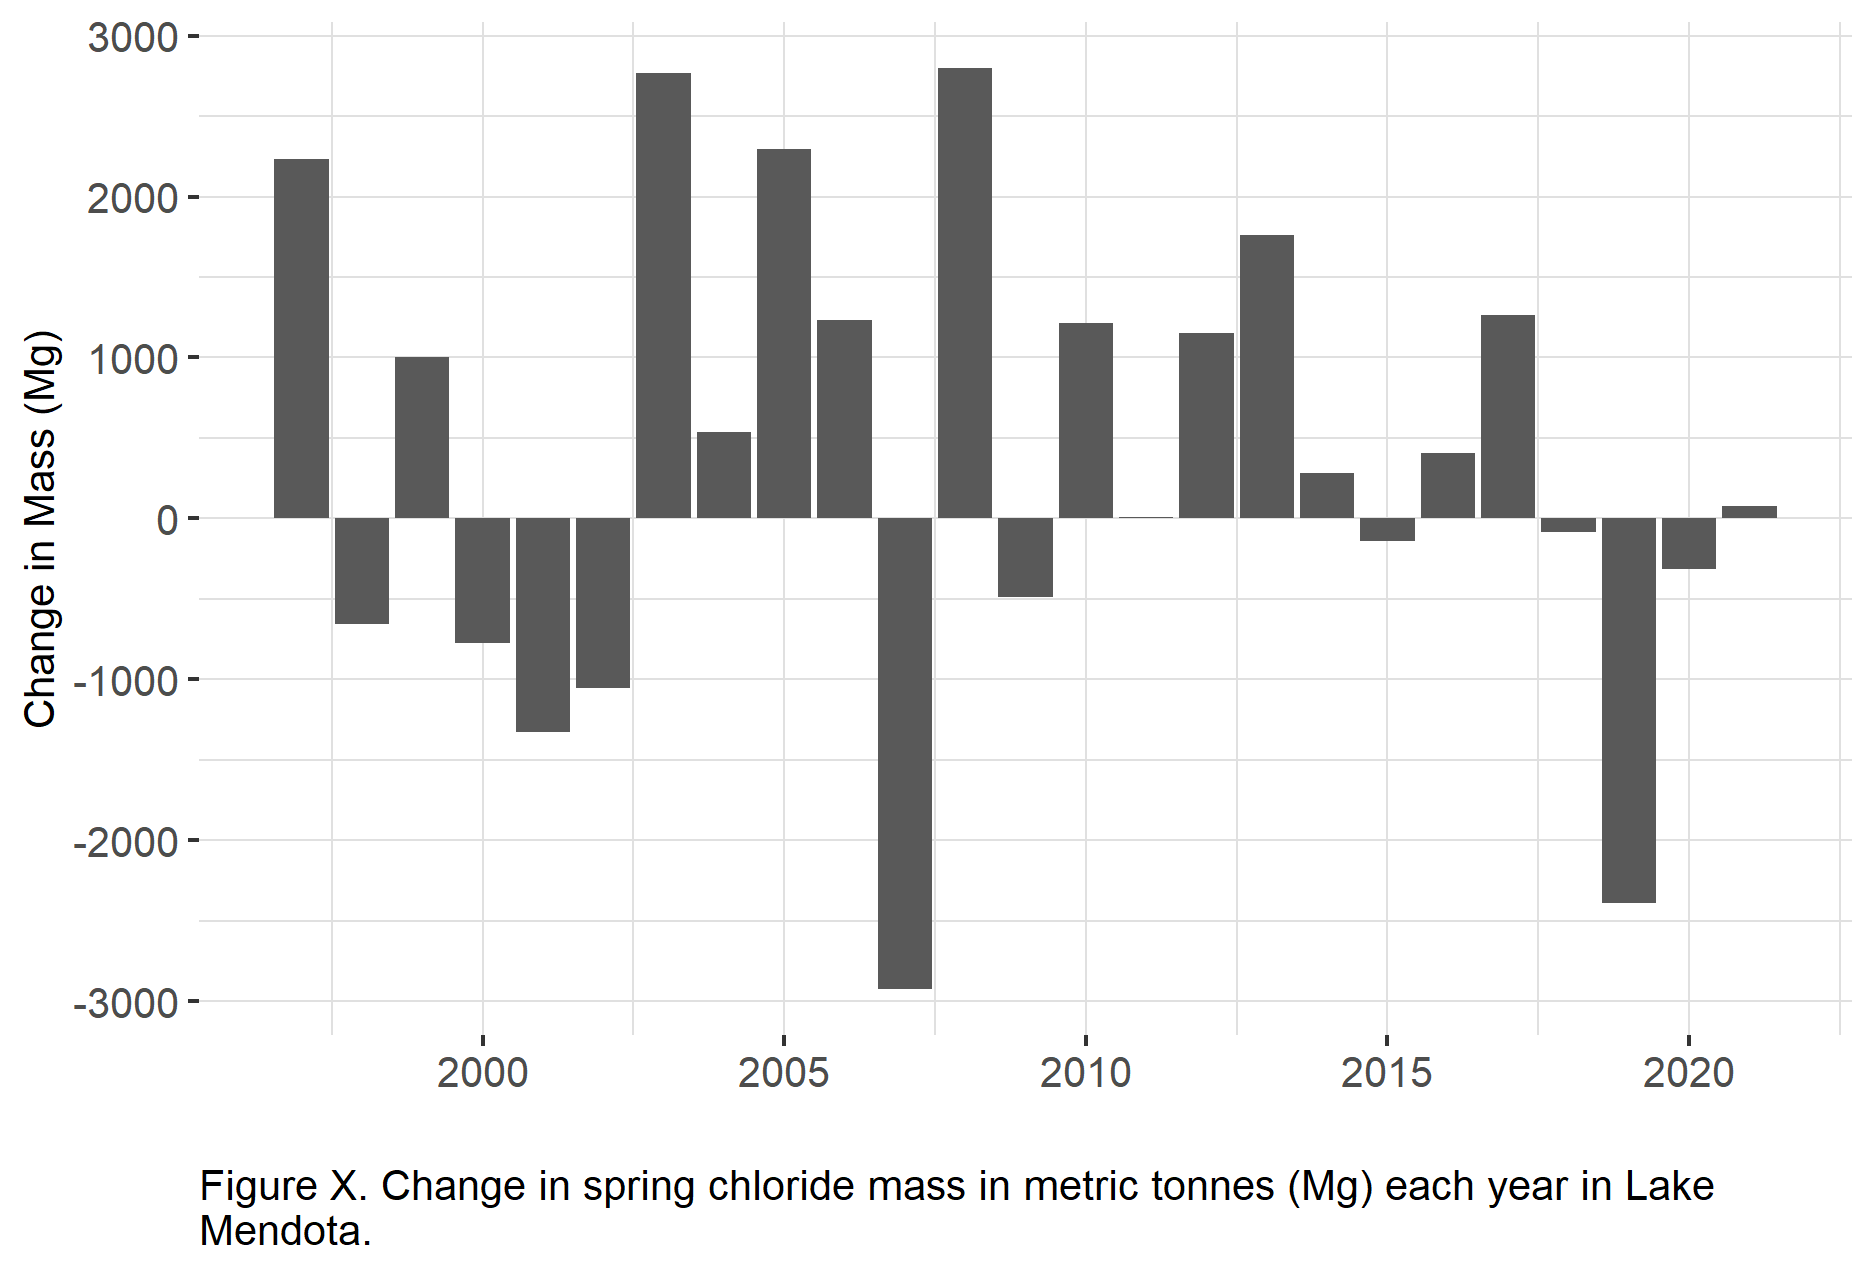 3000
2000
1000
0
-1000
-2000
-3000
Change in Mass (Mg)
2000 2005 2010 2015 2020
Figure X. Change in spring chloride mass in metric tonnes (Mg) each year in Lake
Mendota.